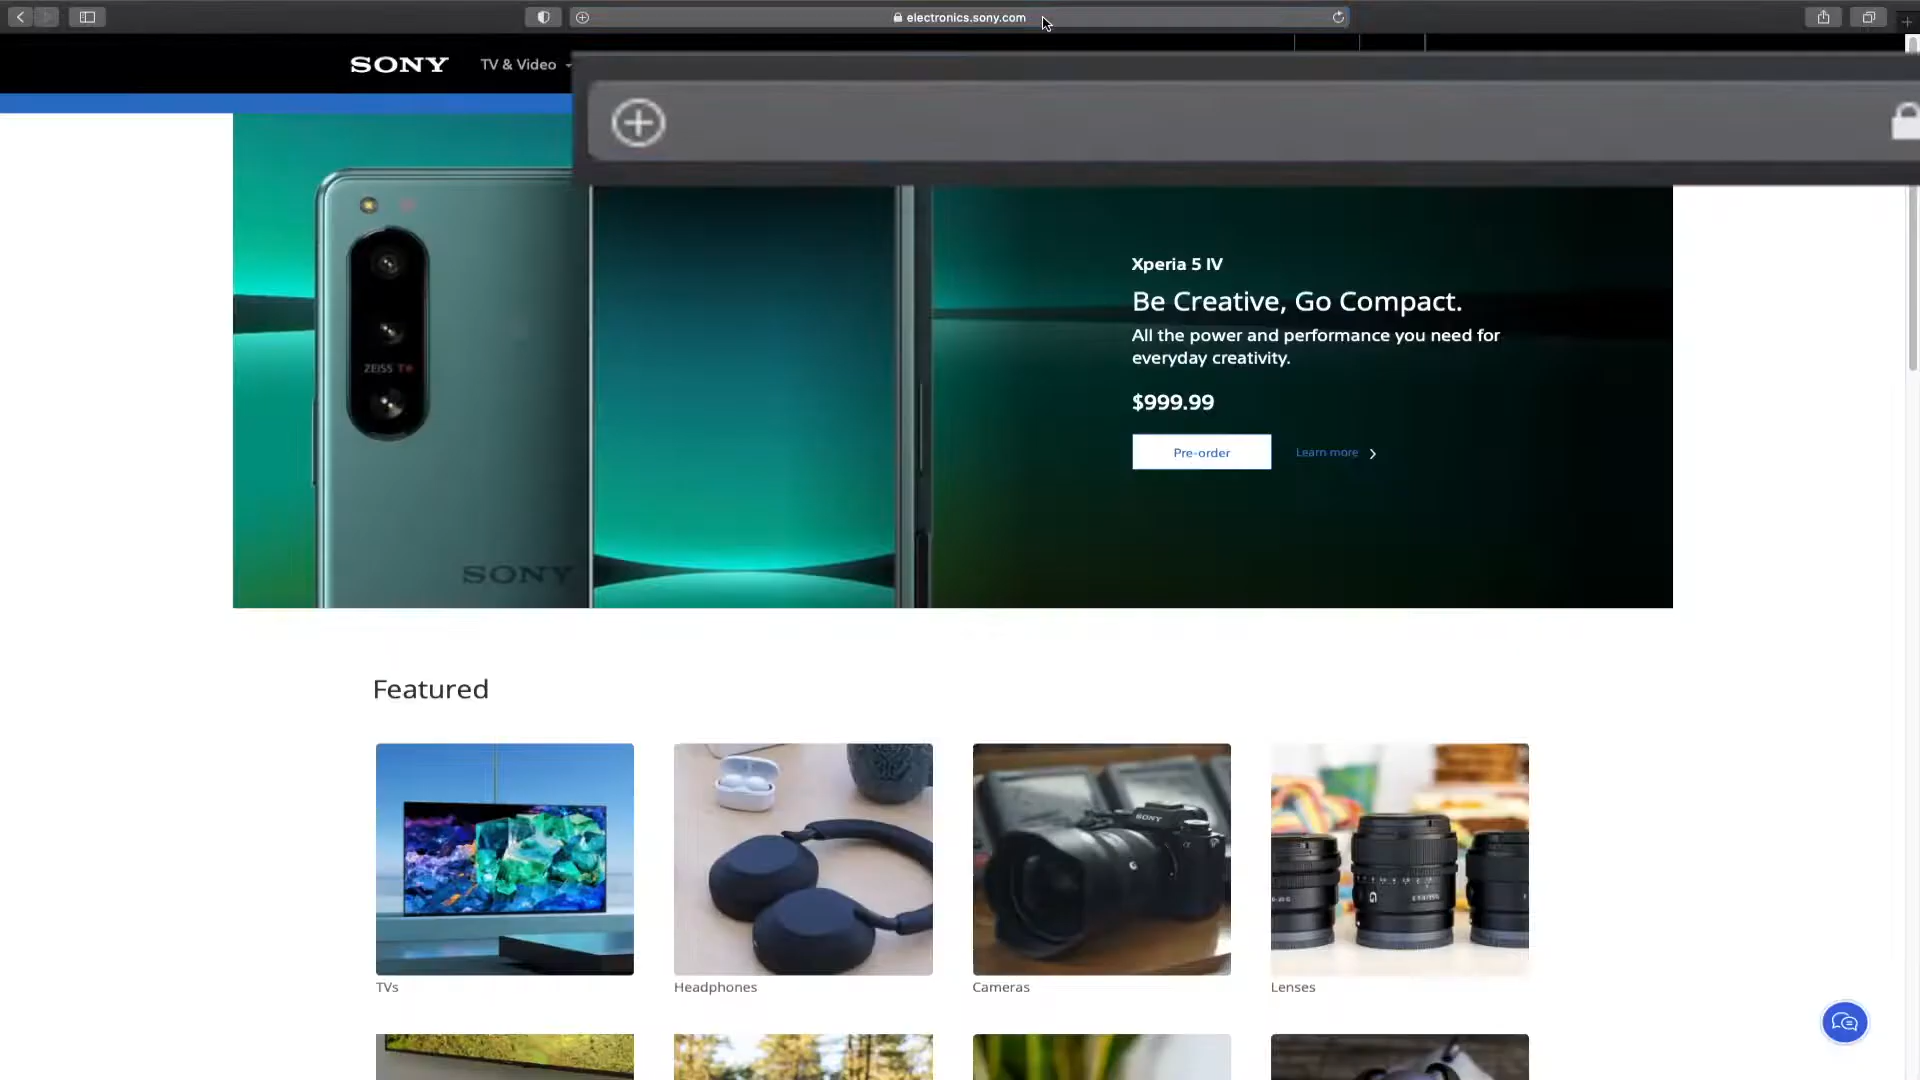 electronics.sony.com
SONY
TV & Video
Xperia 5 IV
Be Creative, Go Compact.
All the power and performance you need for
everyday creativity.
$999.99
Pre-order
Learn more
ZEISS T*
SONY
Featured
SONY
G
TVs
Headphones
Cameras
Lenses